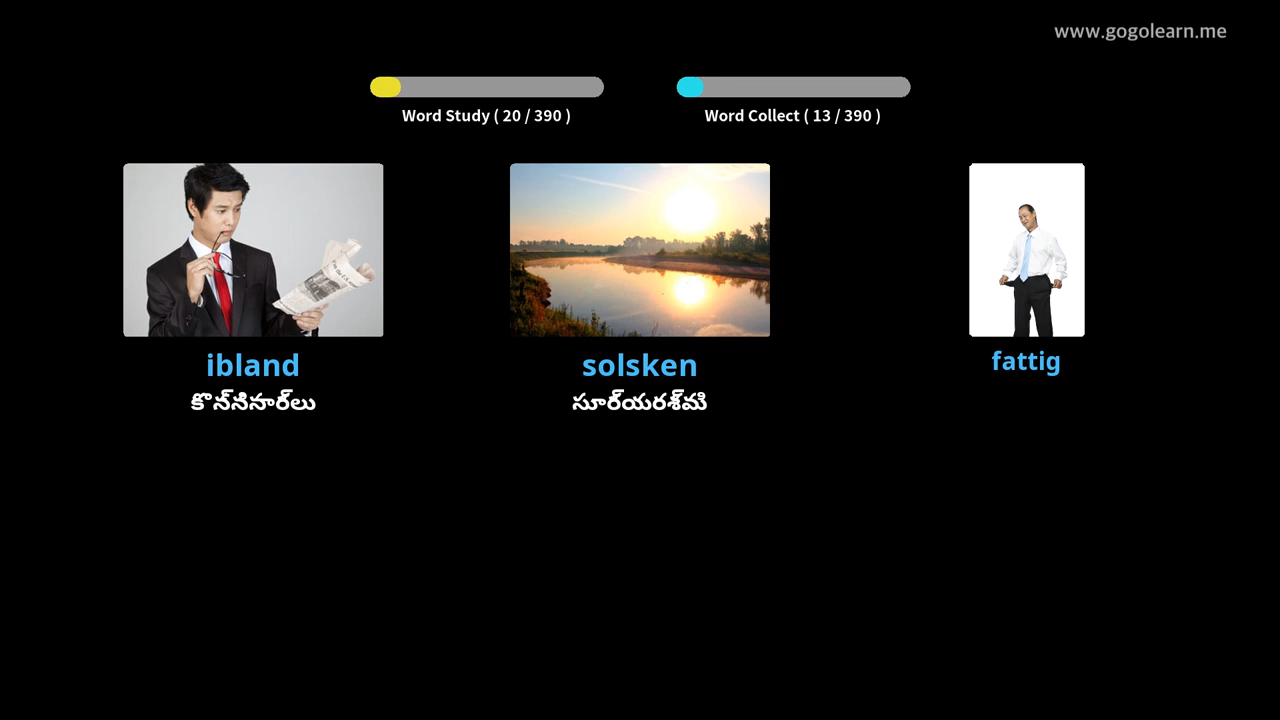 www.gogolearn.me
Word Study ( 20 / 390 )
Word Collect ( 13 / 390 )
ibland
solsken
fattig
కొన్‌నిసార్‌లు
సూర్‌యరశ్‌మి